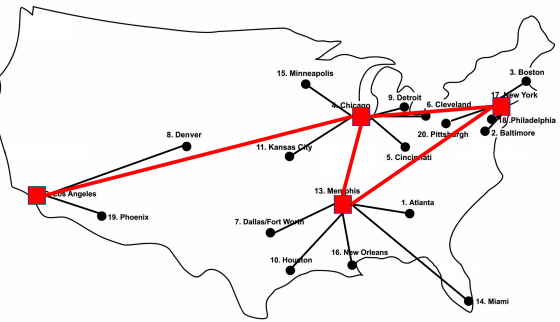 3. Boston
15. Minneapolis
17. New York
9. Detroit
4. Chicago
6. Cleveland
18. Philadelphia
20. Pittsburgh
2. Baltimore
8. Denver
11. Kansas City
5. Cincinnati
13. Memphis
Los Angeles
1. Atlanta
19. Phoenix
7. Dallas/Fort Worth
16. New Orleans
10. Houston
14. Miami